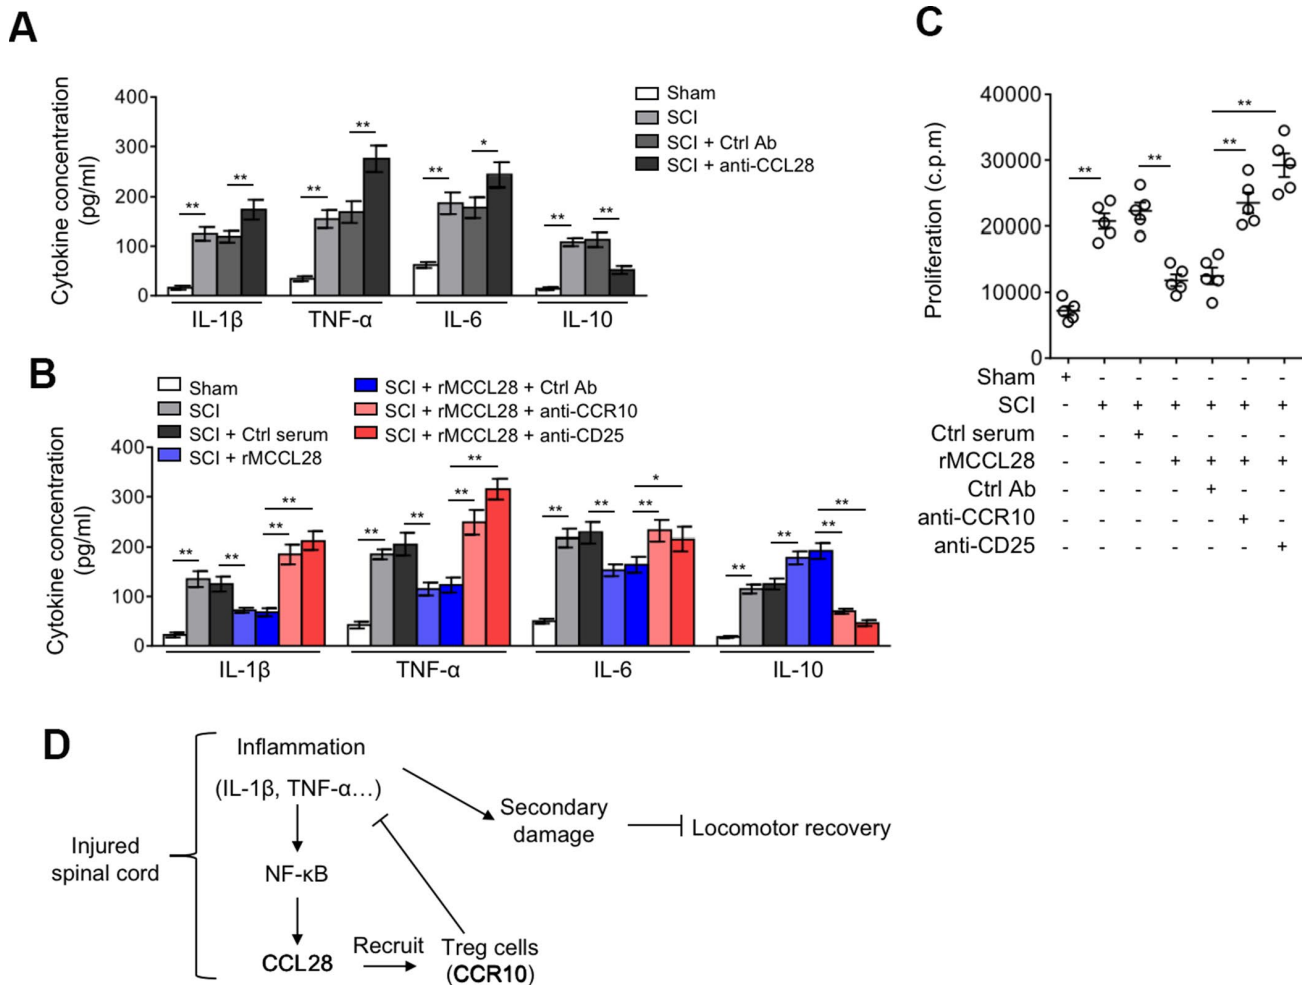 A
Cytokine concentration
(pg/ml)
400
300
200
100
0
** ** ** ** ** * ** **
IL-1β TNF-α IL-6 IL-10
Sham
SCI
SCI + Ctrl Ab
SCI + anti-CCL28
B
Sham
SCI
SCI + Ctrl serum
SCI + rMCCL28
SCI + rMCCL28 + Ctrl Ab
SCI + rMCCL28 + anti-CCR10
SCI + rMCCL28 + anti-CD25
Cytokine concentration
(pg/ml)
400
300
200
100
0
** ** ** ** ** ** ** ** ** ** ** * ** ** ** **
IL-1β TNF-α IL-6 IL-10
C
Proliferation (c.p.m)
40000
30000
20000
10000
0
** ** ** **
Sham + - - - - - -
SCI - + + + + + +
Ctrl serum - - + - - - -
rMCCL28 - - - + + + +
Ctrl Ab - - - - + - -
anti-CCR10 - - - - - + -
anti-CD25 - - - - - - +
D
Injured
spinal cord
Inflammation
(IL-1β, TNF-α…)
NF-κB
CCL28
Recruit
Treg cells
(CCR10)
Secondary
damage
Locomotor recovery